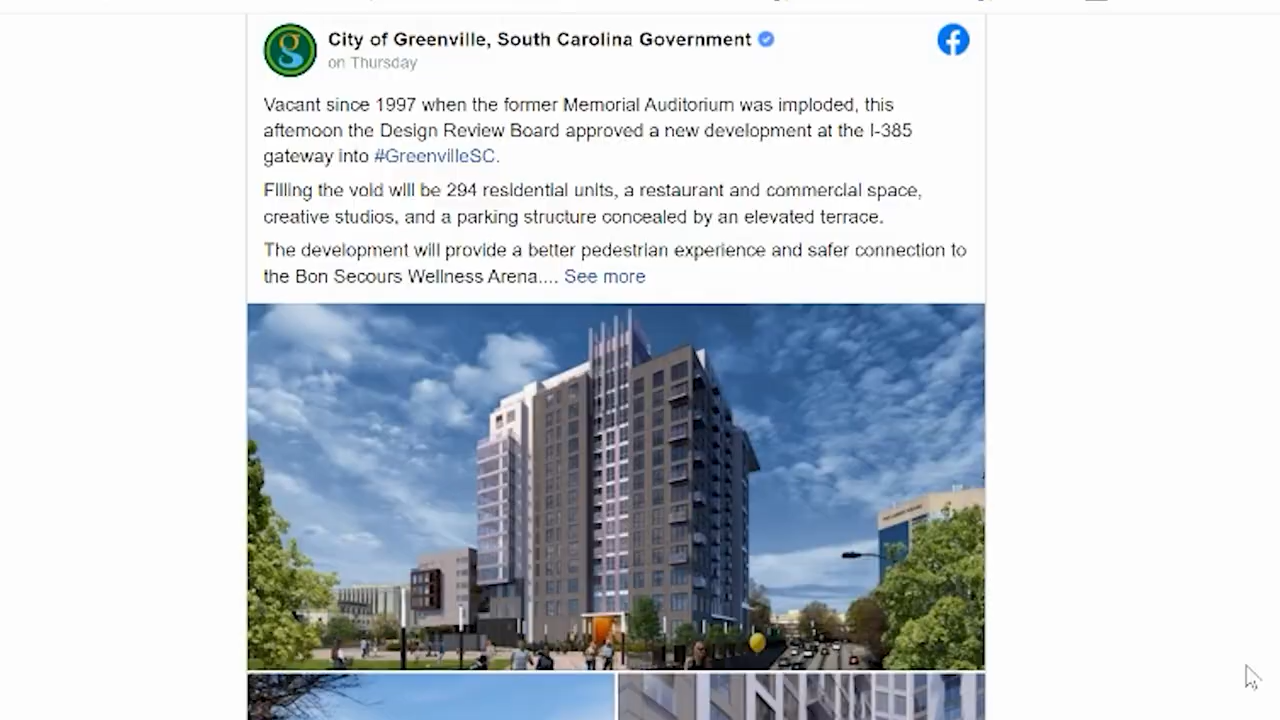 City of Greenville, South Carolina Government
on Thursday
Vacant since 1997 when the former Memorial Auditorium was imploded, this
afternoon the Design Review Board approved a new development at the I-385
gateway into #GreenvilleSC.
Filling the void will be 294 residential units, a restaurant and commercial space,
creative studios, and a parking structure concealed by an elevated terrace.
The development will provide a better pedestrian experience and safer connection to
the Bon Secours Wellness Arena.... See more